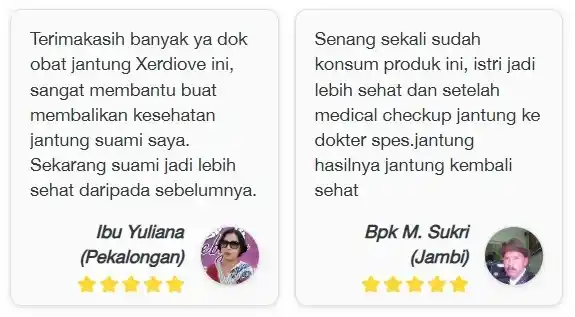 Terimakasih banyak ya dok
obat jantung Xerdiove ini,
sangat membantu buat
membalikan kesehatan
jantung suami saya.
Sekarang suami jadi lebih
sehat daripada sebelumnya.
Ibu Yuliana
(Pekalongan)
Senang sekali sudah
konsum produk ini, istri jadi
lebih sehat dan setelah
medical checkup jantung ke
dokter spes.jantung
hasilnya jantung kembali
sehat
Bpk M. Sukri
(Jambi)